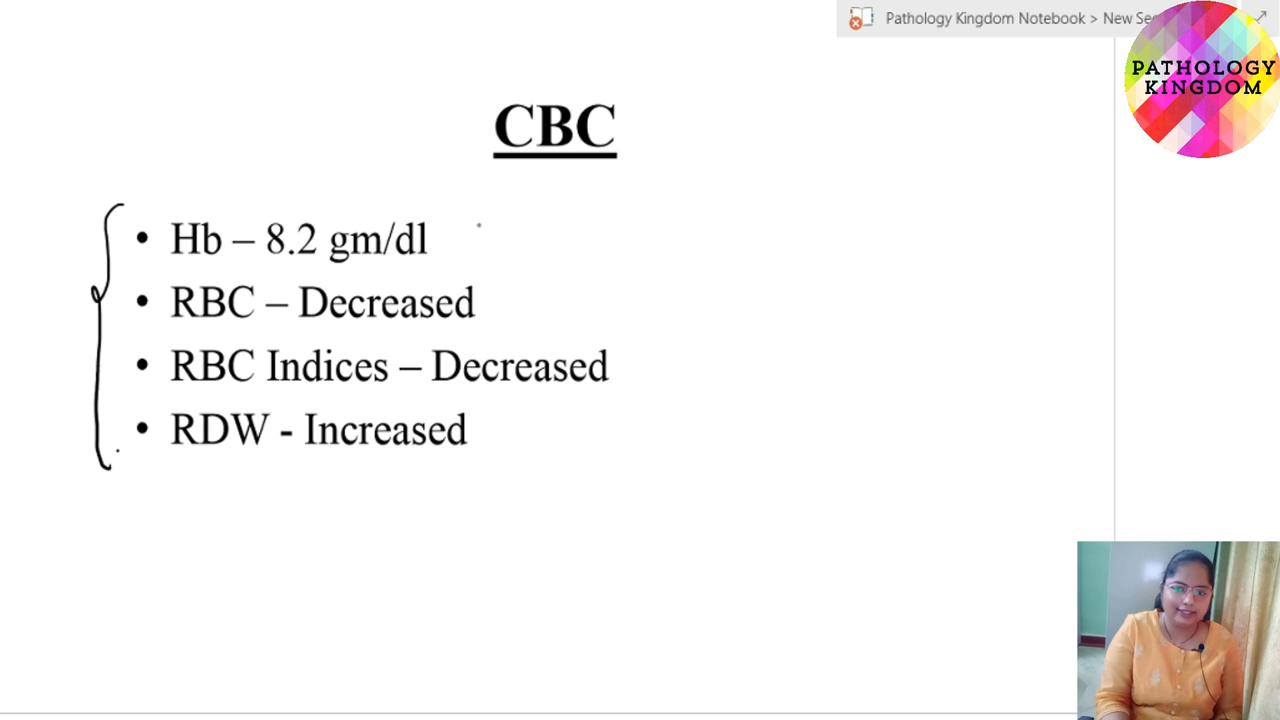 Pathology Kingdom Notebook > New
PATHOLOGY
KINGDOM
CBC
• Hb – 8.2 gm/dl
• RBC – Decreased
• RBC Indices – Decreased
• RDW - Increased